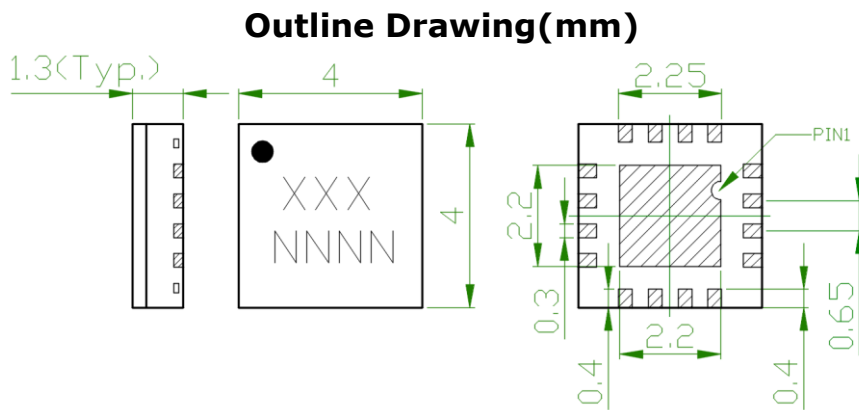 Outline Drawing(mm)
1.3(Typ.)
4
2.25
PIN1
XXX
NNNN
4
2.2
0.3
0.4
2.2
0.4
0.65